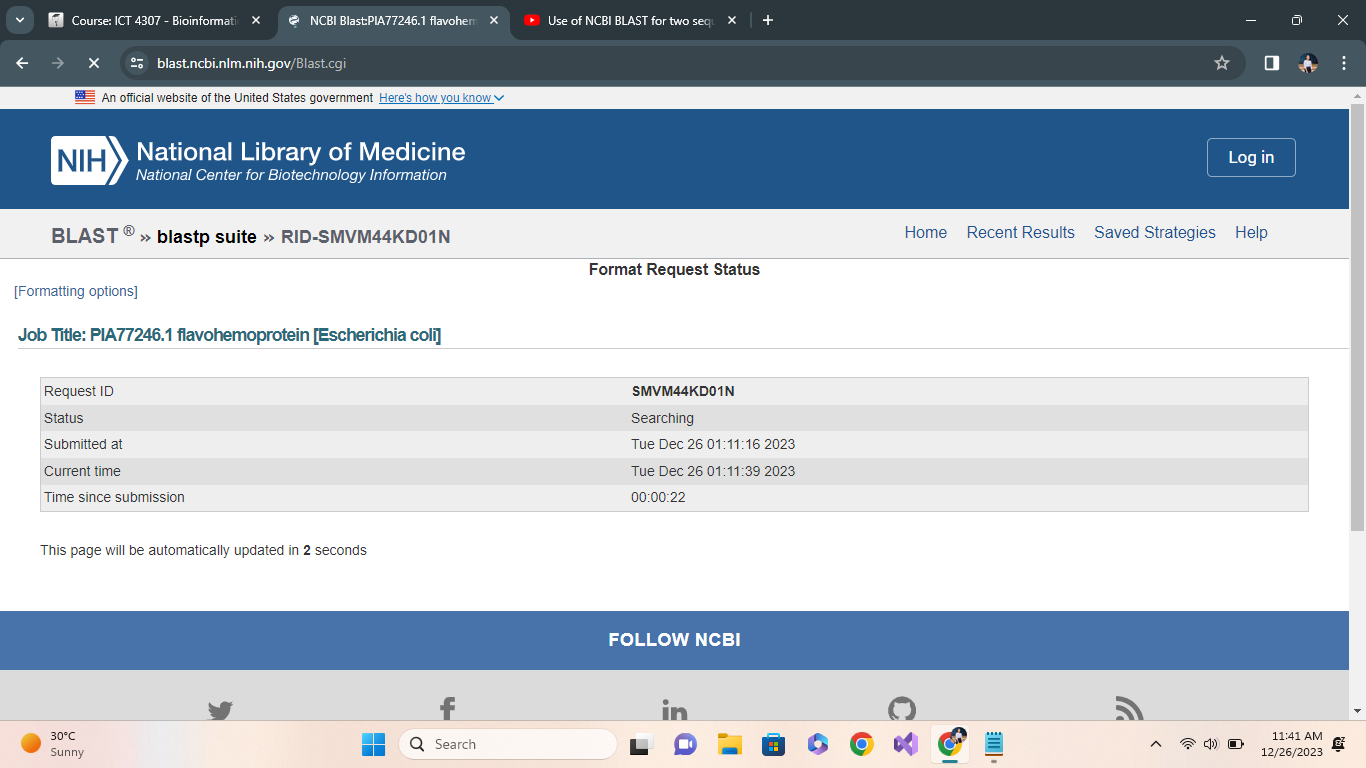 Course: ICT 4307 - Bioinformati
NCBI Blast:PIA77246.1 flavohem
Use of NCBI BLAST for two sequ
blast.ncbi.nlm.nih.gov/Blast.cgi
An official website of the United States government Here's how you know
NIH National Library of Medicine
National Center for Biotechnology Information
Log in
BLAST ® » blastp suite » RID-SMVM44KD01N
Home Recent Results Saved Strategies Help
Format Request Status
[Formatting options]
Job Title: PIA77246.1 flavohemoprotein [Escherichia coli]
Request ID SMVM44KD01N
Status Searching
Submitted at Tue Dec 26 01:11:16 2023
Current time Tue Dec 26 01:11:39 2023
Time since submission 00:00:22
This page will be automatically updated in 2 seconds
FOLLOW NCBI
30°C
Sunny
Search
11:41 AM
12/26/2023